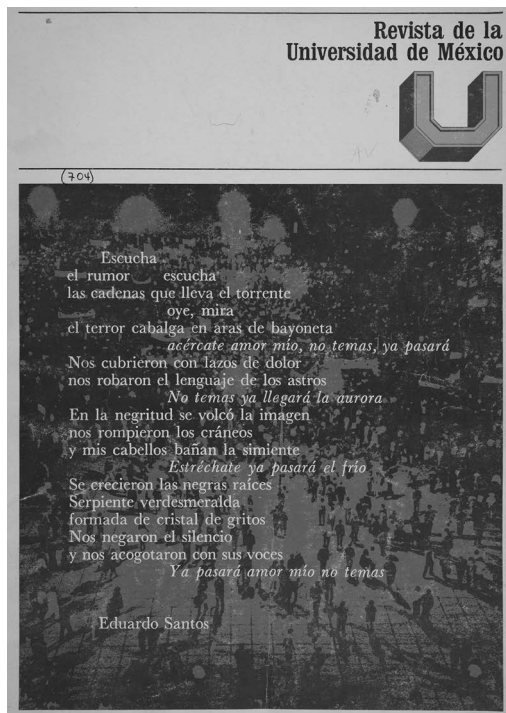 Revista de la
Universidad de México
U
AV
(704)
Escucha
el rumor escucha
las cadenas que lleva el torrente
oye, mira
el terror cabalga en aras de bayoneta
acércate amor mío, no temas, ya pasará
Nos cubrieron con lazos de dolor
nos robaron el lenguaje de los astros
No temas ya llegará la aurora
En la negritud se volcó la imagen
nos rompieron los cráneos
y mis cabellos bañan la simiente
Estréchate ya pasará el frío
Se crecieron las negras raíces
Serpiente verdesmeralda
formada de cristal de gritos
Nos negaron el silencio
y nos acogotaron con sus voces
Ya pasará amor mío no temas
Eduardo Santos